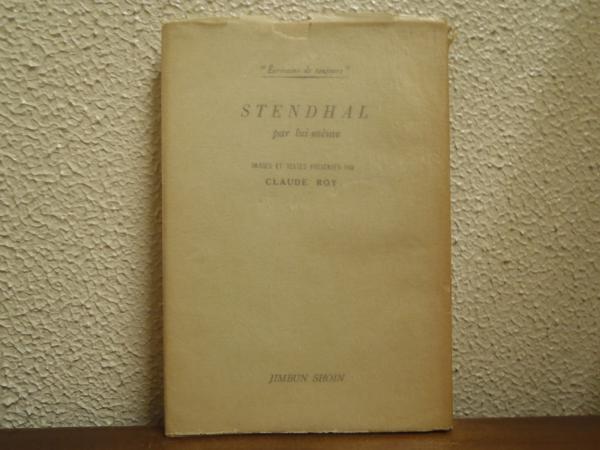 "Écrivains de toujours"
STENDHAL
par lui-même
IMAGES ET TEXTES PRÉSENTÉS PAR
CLAUDE ROY
JIMBUN SHOIN